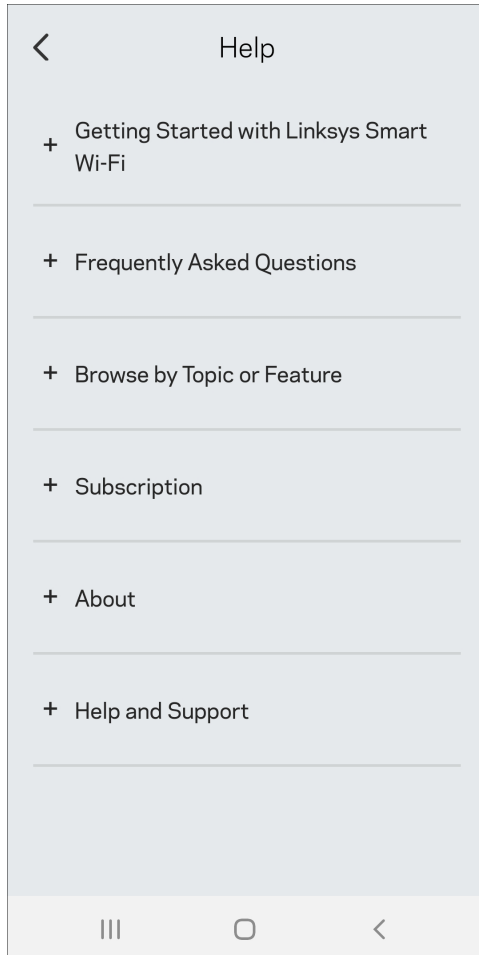 Help
Getting Started with Linksys Smart
Wi-Fi
Frequently Asked Questions
Browse by Topic or Feature
Subscription
About
Help and Support